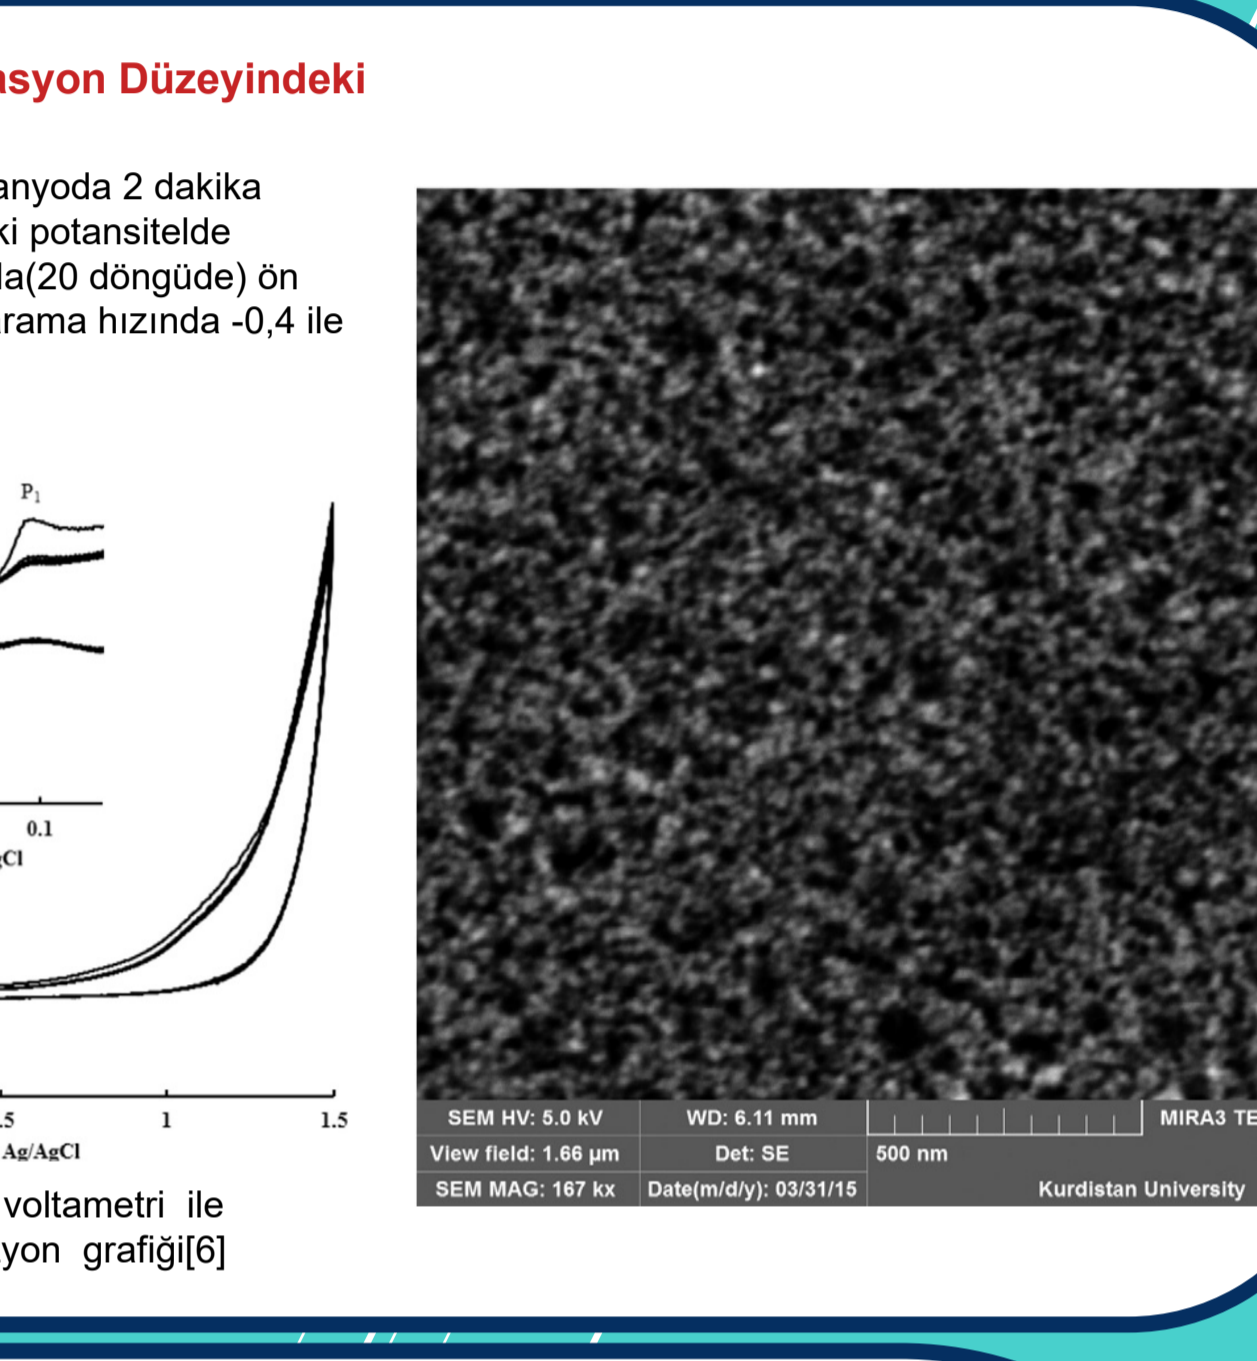 asyon Düzeyindeki
anyoda 2 dakika
ki potansitelde
la(20 döngüde) ön
arama hızında -0,4 ile
P1
0.1
gCl
.5
1
1.5
Ag/AgCl
voltametri ile
yon grafiği[6]
SEM HV: 5.0 kV
WD: 6.11 mm
MIRA3 TE
View field: 1.66 µm
Det: SE
500 nm
SEM MAG: 167 kx
Date(m/d/y): 03/31/15
Kurdistan University